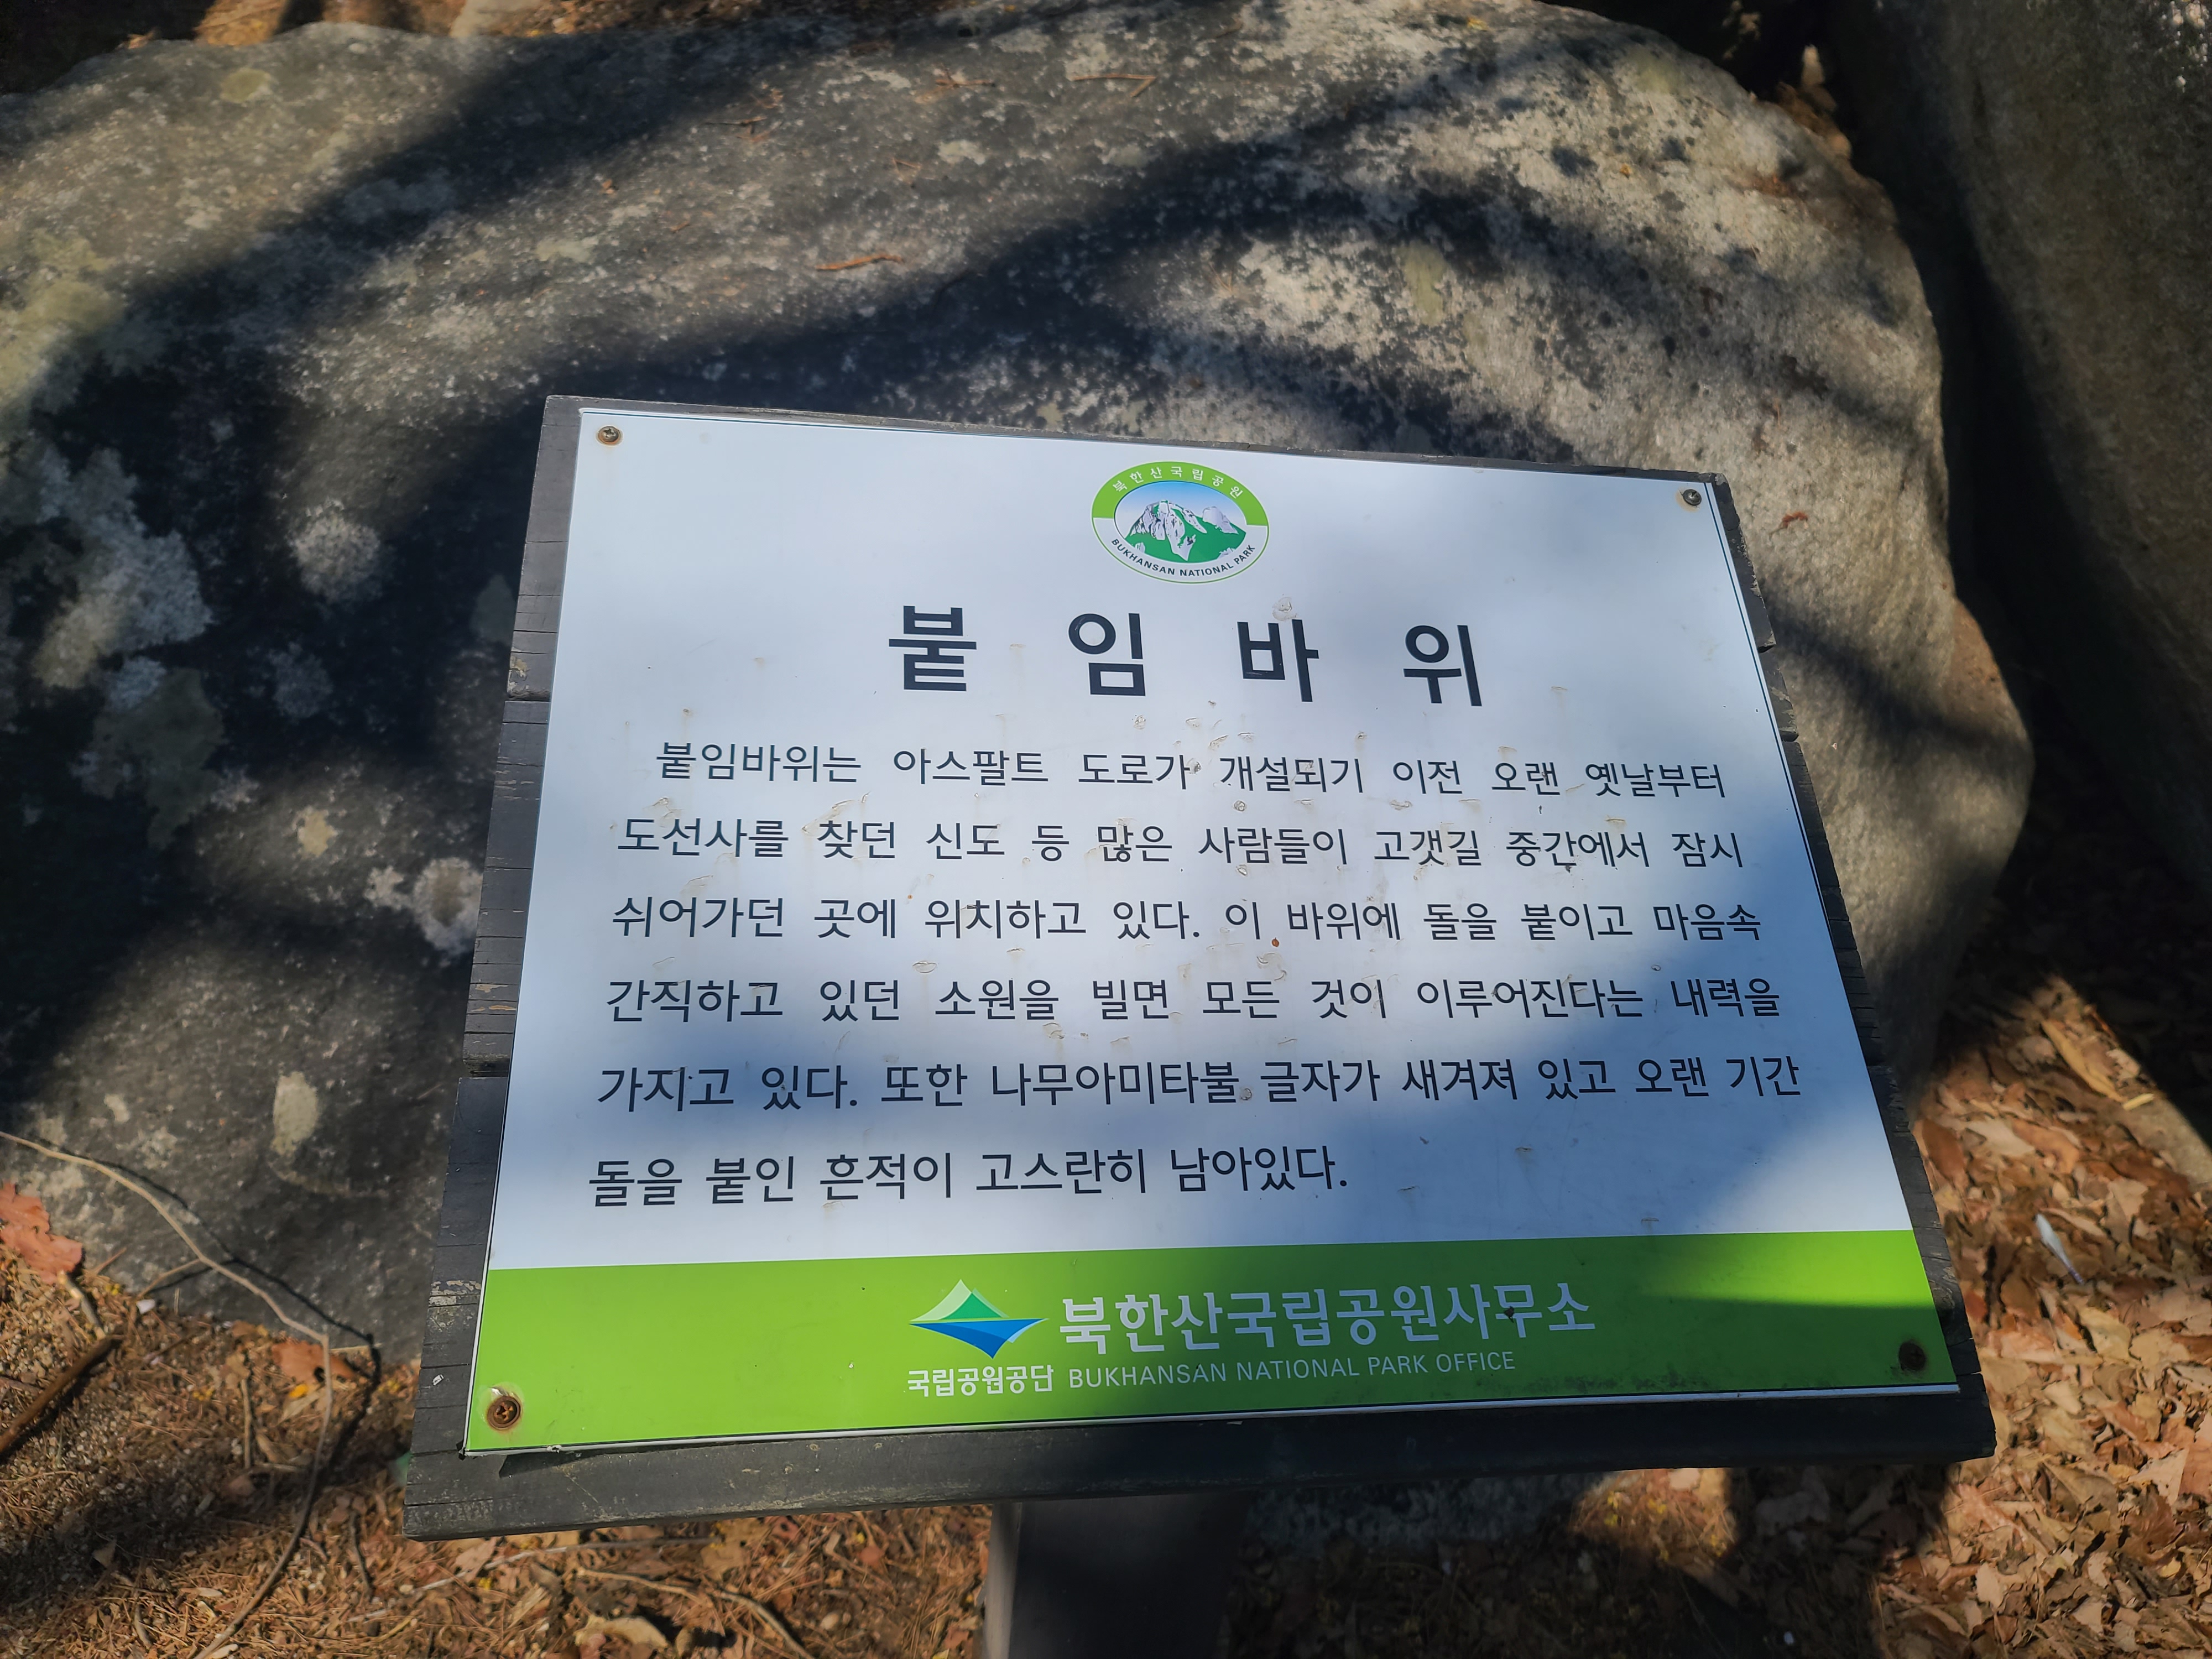 북한산국립공원
BUKHANSAN NATIONAL PARK
붙임바위
붙임바위는 아스팔트 도로가 개설되기 이전 오랜 옛날부터
도선사를 찾던 신도 등 많은 사람들이 고갯길 중간에서 잠시
쉬어가던 곳에 위치하고 있다. 이 바위에 돌을 붙이고 마음속
간직하고 있던 소원을 빌면 모든 것이 이루어진다는 내력을
가지고 있다. 또한 나무아미타불 글자가 새겨져 있고 오랜 기간
돌을 붙인 흔적이 고스란히 남아있다.
북한산국립공원사무소
국립공원공단 BUKHANSAN NATIONAL PARK OFFICE